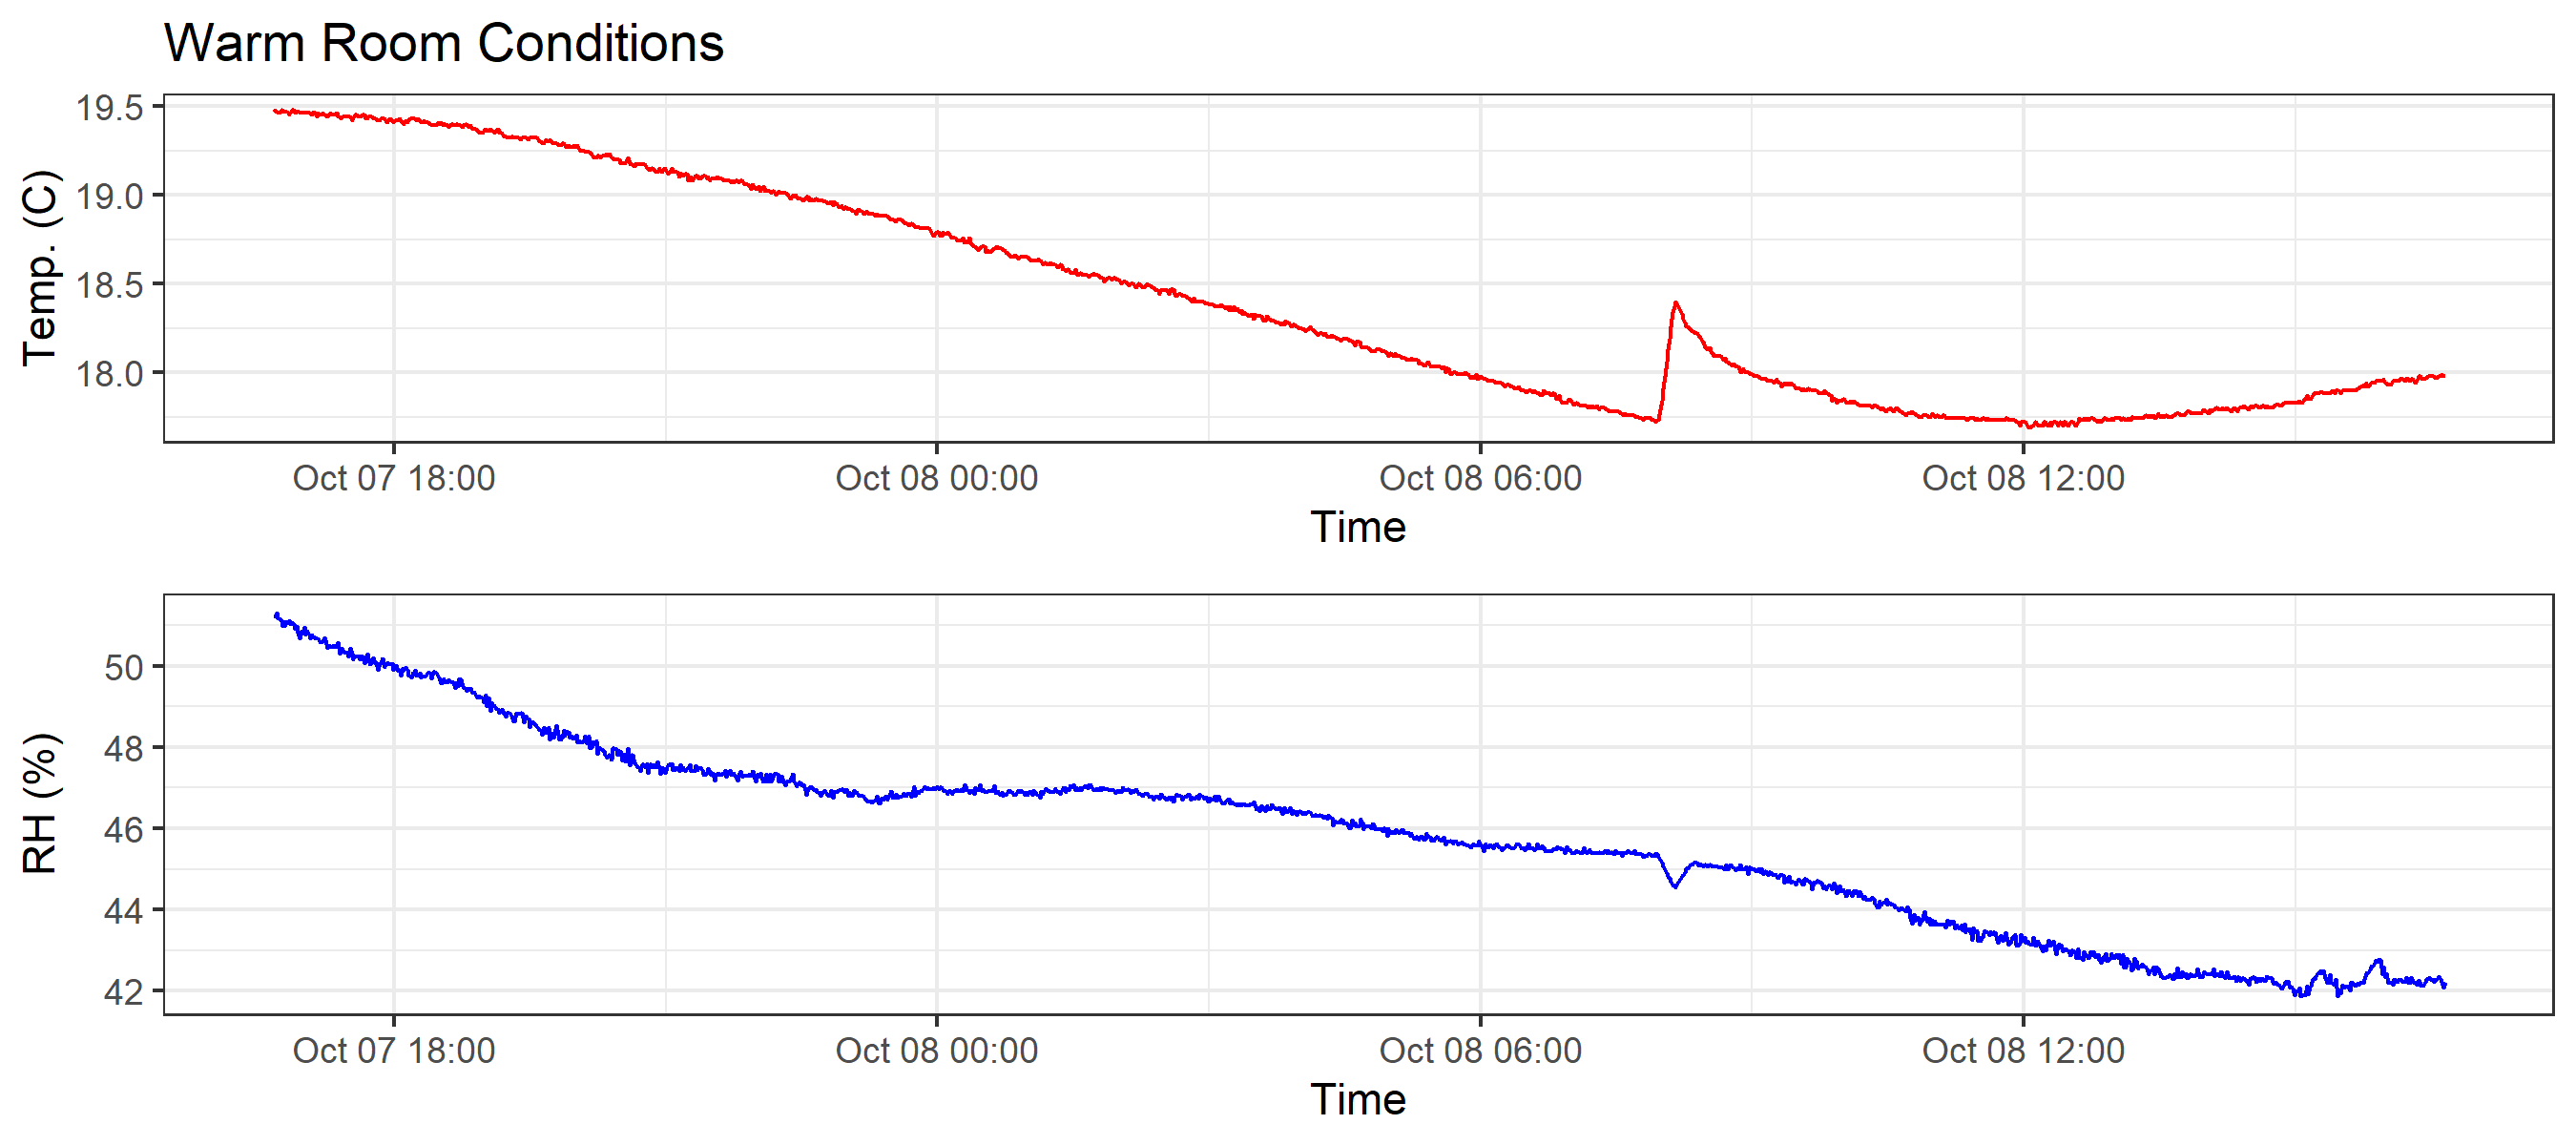 Warm Room Conditions
19.5
19.0
18.5
18.0
Temp. (C)
Oct 07 18:00 Oct 08 00:00 Oct 08 06:00 Oct 08 12:00
Time
50
48
46
44
42
RH (%)
Oct 07 18:00 Oct 08 00:00 Oct 08 06:00 Oct 08 12:00
Time